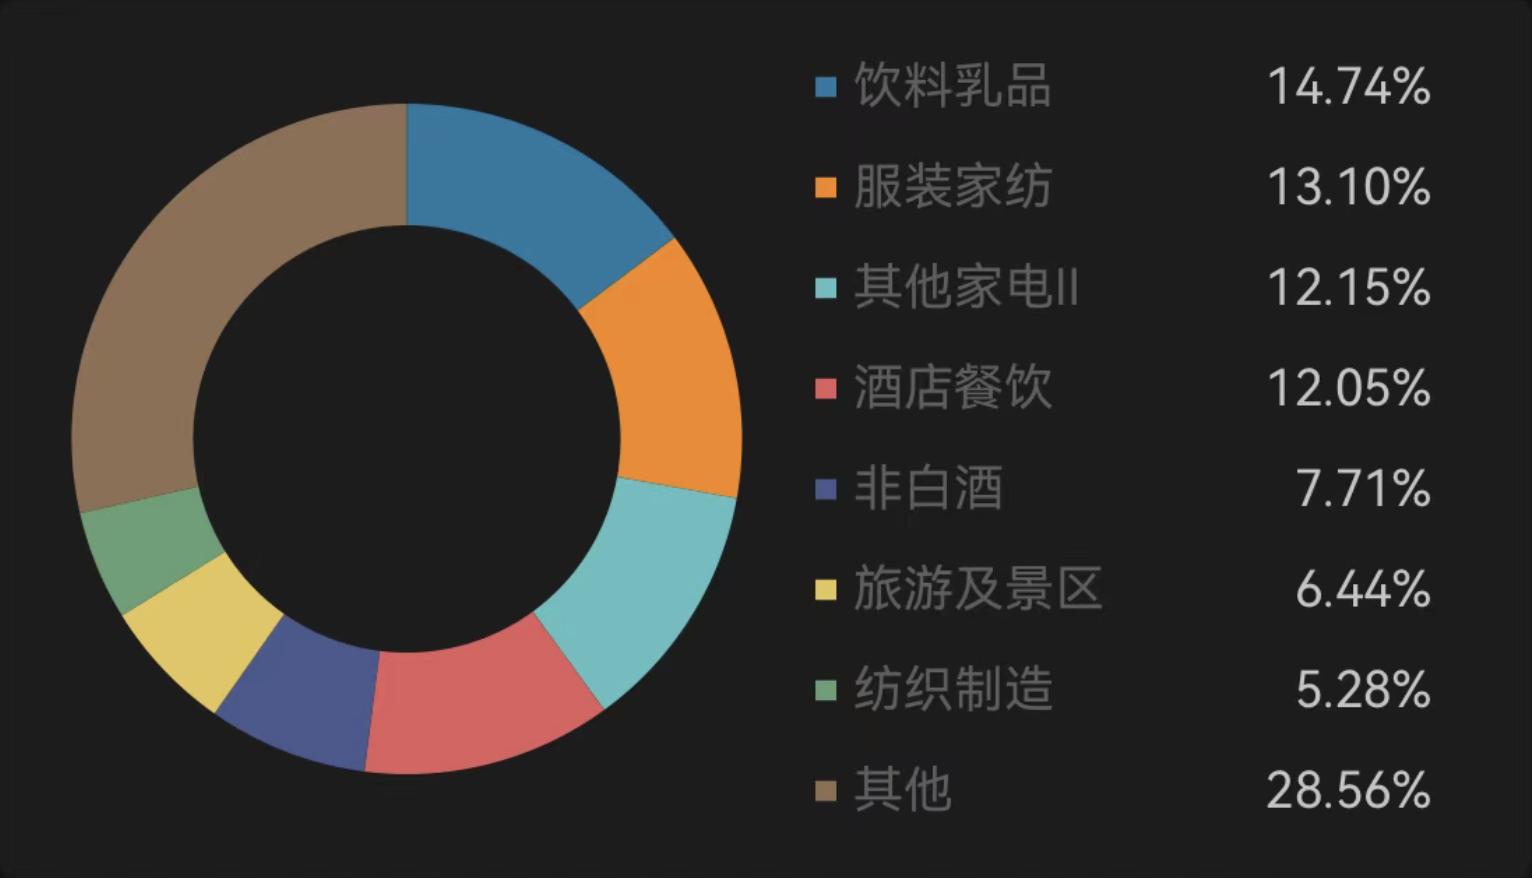 饮料乳品 14.74%
服装家纺 13.10%
其他家电II 12.15%
酒店餐饮 12.05%
非白酒 7.71%
旅游及景区 6.44%
纺织制造 5.28%
其他 28.56%